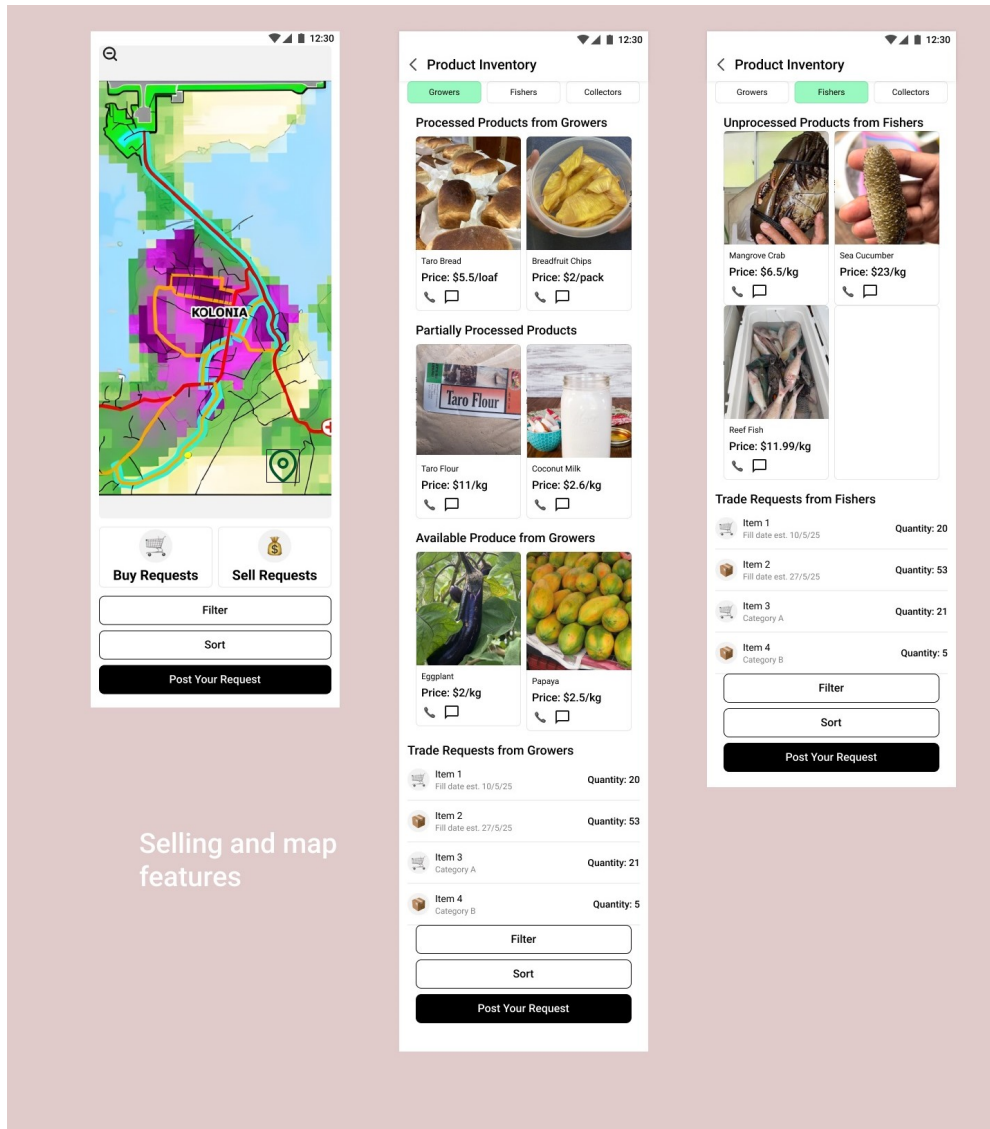 12:30
KOLONIA
Buy Requests
Sell Requests
Filter
Sort
Post Your Request
Selling and map
features
12:30
Product Inventory
Growers
Fishers
Collectors
Processed Products from Growers
Taro Bread
Price: $5.5/loaf
Breadfruit Chips
Price: $2/pack
Partially Processed Products
Taro Flour
Taro Flour
Price: $11/kg
Coconut Milk
Price: $2.6/kg
Available Produce from Growers
Eggplant
Price: $2/kg
Papaya
Price: $2.5/kg
Trade Requests from Growers
Item 1
Fill date est. 10/5/25
Quantity: 20
Item 2
Fill date est. 27/5/25
Quantity: 53
Item 3
Category A
Quantity: 21
Item 4
Category B
Quantity: 5
Filter
Sort
Post Your Request
12:30
Product Inventory
Growers
Fishers
Collectors
Unprocessed Products from Fishers
Mangrove Crab
Price: $6.5/kg
Sea Cucumber
Price: $23/kg
Reef Fish
Price: $11.99/kg
Trade Requests from Fishers
Item 1
Fill date est. 10/5/25
Quantity: 20
Item 2
Fill date est. 27/5/25
Quantity: 53
Item 3
Category A
Quantity: 21
Item 4
Category B
Quantity: 5
Filter
Sort
Post Your Request